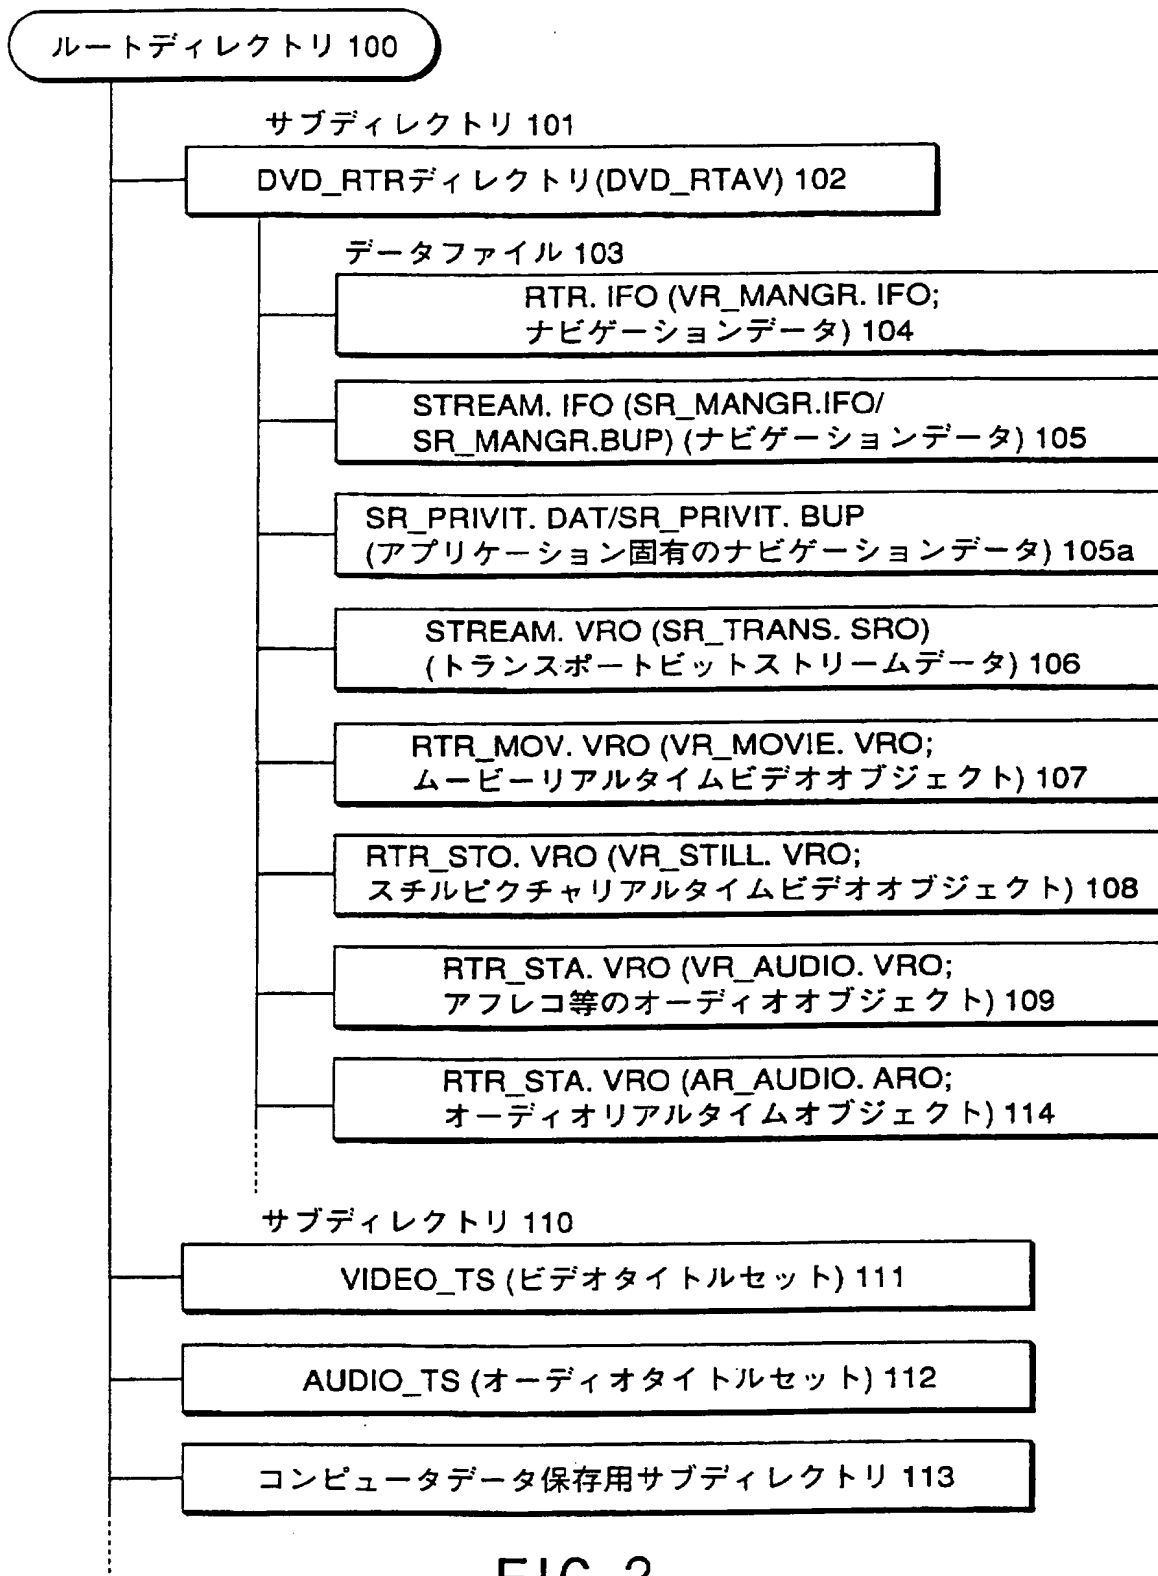 ルートディレクトリ 100
サブディレクトリ 101
DVD_RTRディレクトリ(DVD_RTAV) 102
データファイル 103
RTR. IFO (VR_MANGR. IFO;
ナビゲーションデータ) 104
STREAM. IFO (SR_MANGR.IFO/
SR_MANGR.BUP) (ナビゲーションデータ) 105
SR_PRIVIT. DAT/SR_PRIVIT. BUP
(アプリケーション固有のナビゲーションデータ) 105a
STREAM. VRO (SR_TRANS. SRO)
(トランスポートビットストリームデータ) 106
RTR_MOV. VRO (VR_MOVIE. VRO;
ムービーリアルタイムビデオオブジェクト) 107
RTR_STO. VRO (VR_STILL. VRO;
スチルピクチャリアルタイムビデオオブジェクト) 108
RTR_STA. VRO (VR_AUDIO. VRO;
アフレコ等のオーディオオブジェクト) 109
RTR_STA. VRO (AR_AUDIO. ARO;
オーディオリアルタイムオブジェクト) 114
サブディレクトリ 110
VIDEO_TS (ビデオタイトルセット) 111
AUDIO_TS (オーディオタイトルセット) 112
コンピュータデータ保存用サブディレクトリ 113
FIG. 2